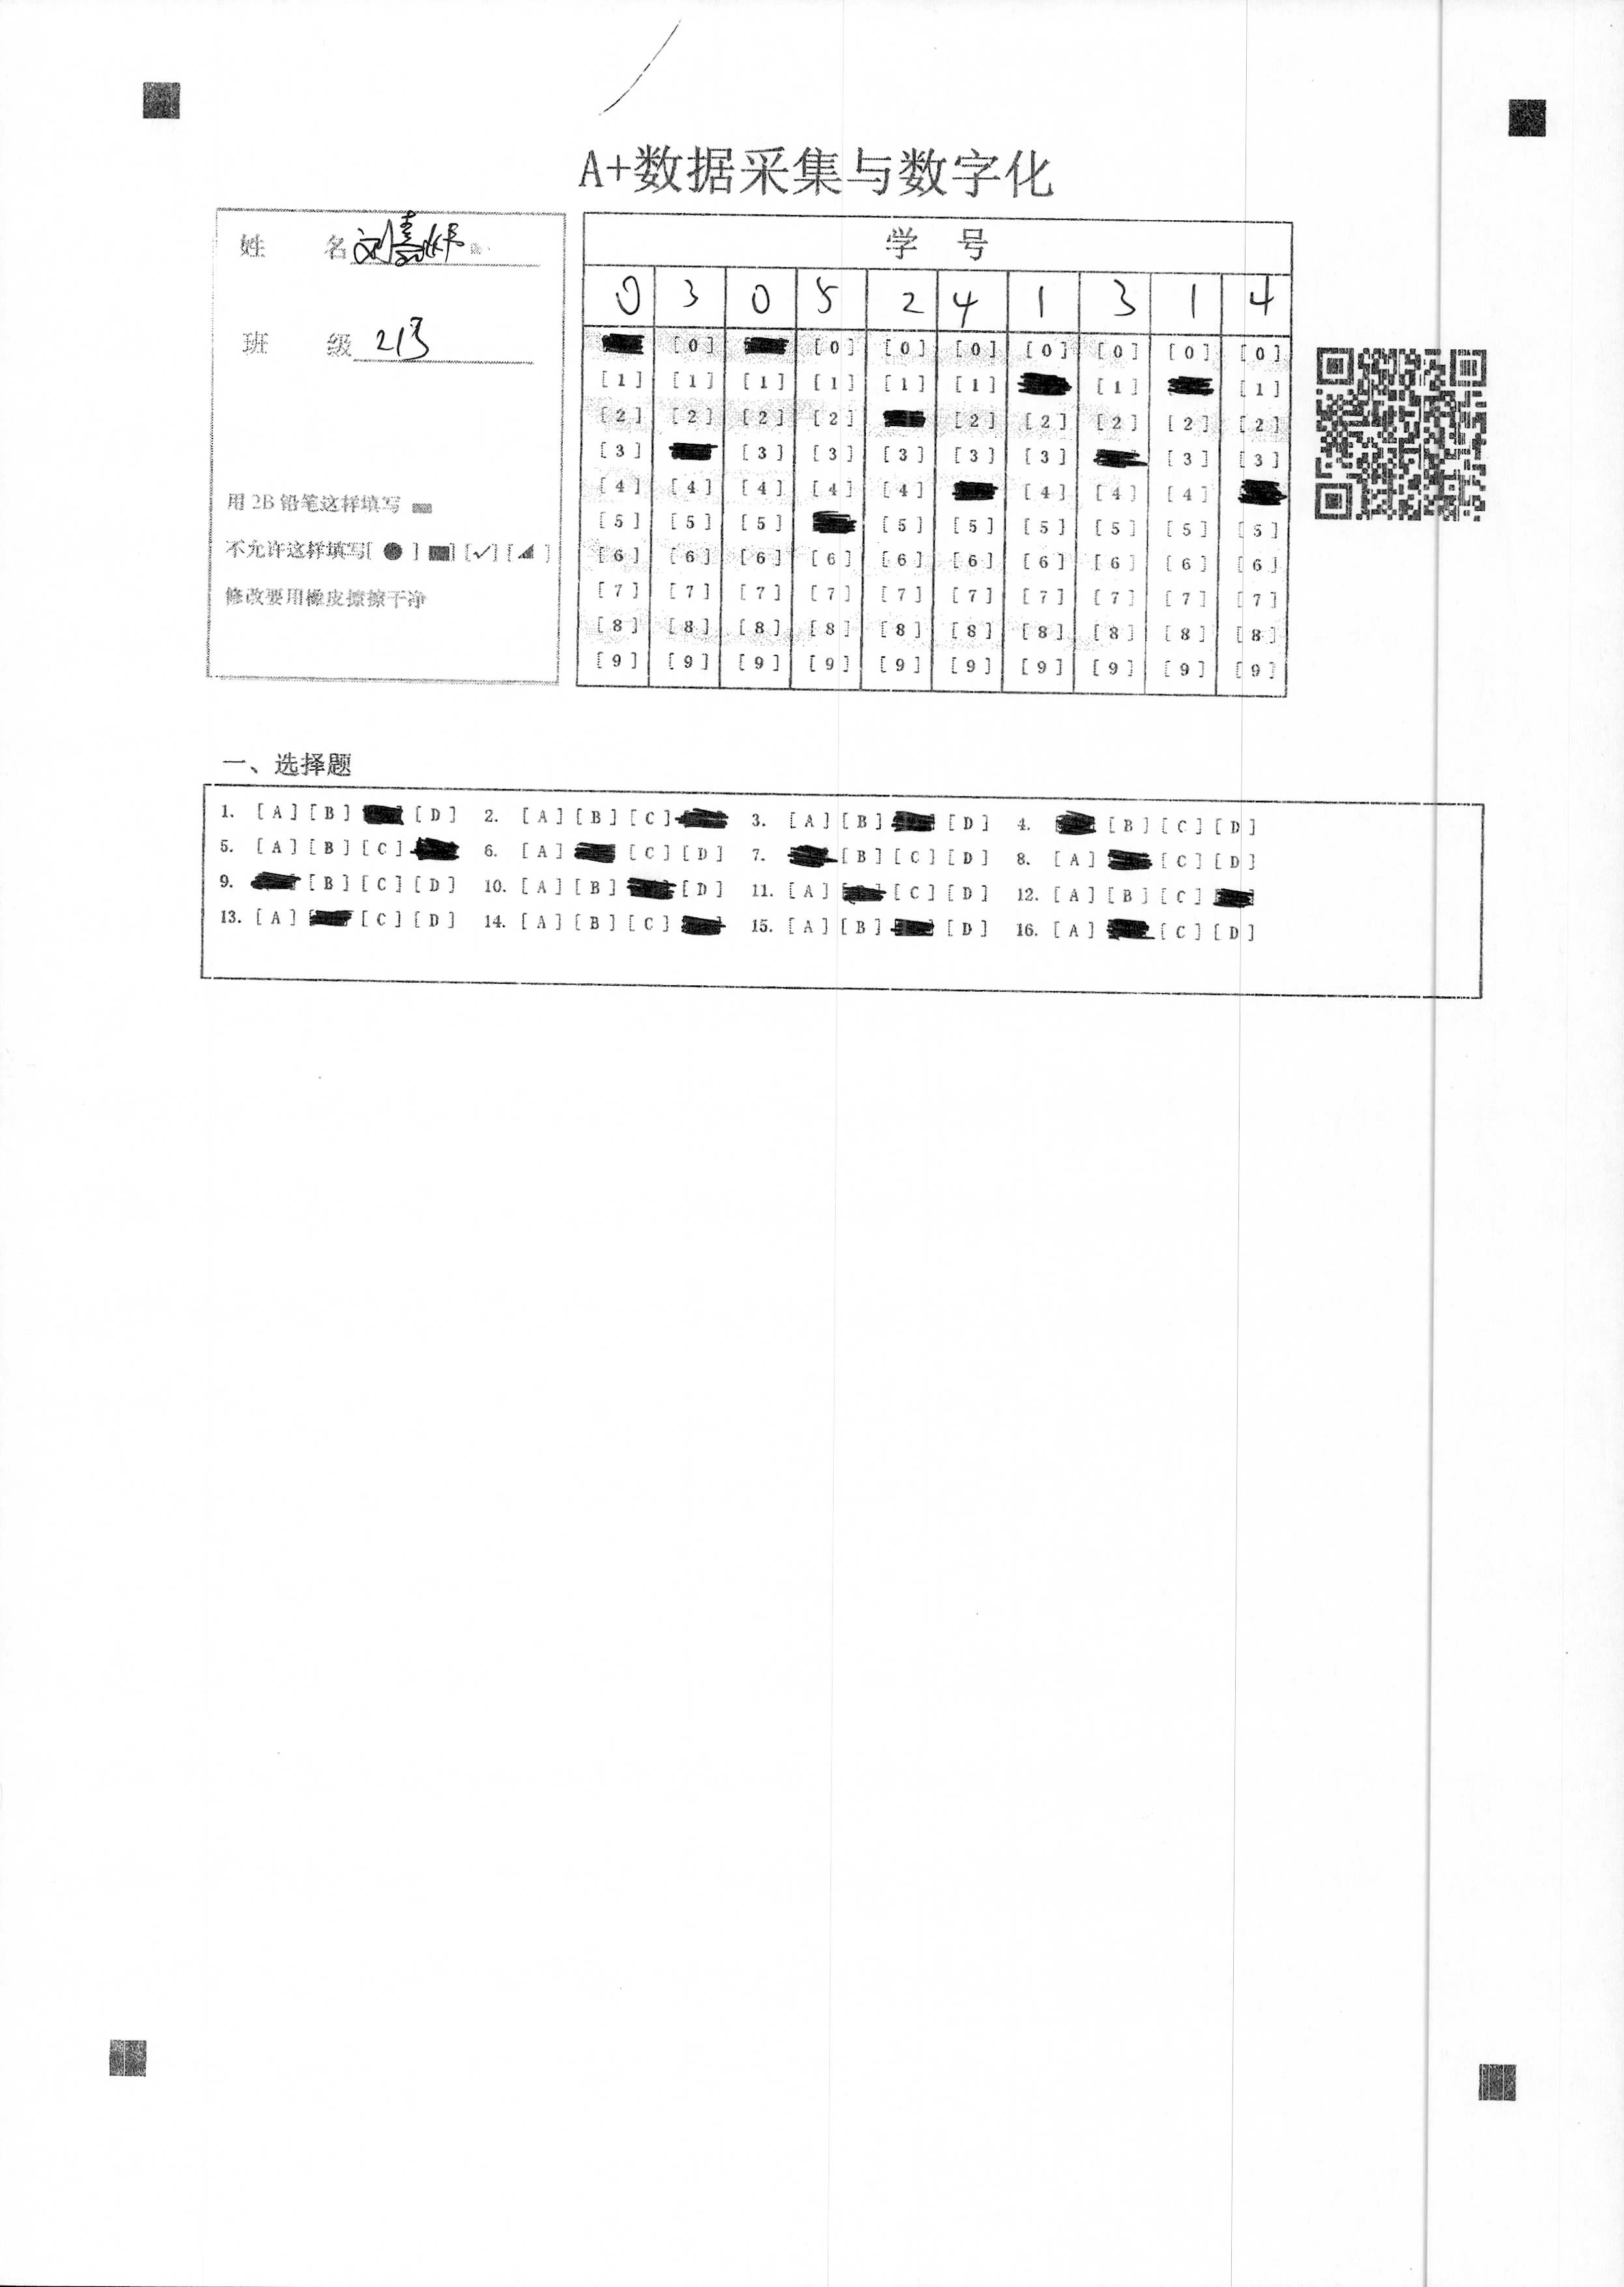 A+数据采集与数字化
姓 名 刘嘉炜
班 级 213
用 2B 铅笔这样填写
不允许这样填写[ ● ] ■] [✓] [◢ ]
修改要用橡皮擦擦干净
学 号
0 3 0 5 2 4 1 3 1 4
[0] [0] [0] [0] [0] [0] [0] [0]
[1] [1] [1] [1] [1] [1] [1] [1]
[2] [2] [2] [2] [2] [2] [2] [2] [2]
[3] [3] [3] [3] [3] [3] [3] [3]
[4] [4] [4] [4] [4] [4] [4] [4]
[5] [5] [5] [5] [5] [5] [5] [5] [5]
[6] [6] [6] [6] [6] [6] [6] [6] [6] [6]
[7] [7] [7] [7] [7] [7] [7] [7] [7] [7]
[8] [8] [8] [8] [8] [8] [8] [8] [8] [8]
[9] [9] [9] [9] [9] [9] [9] [9] [9] [9]
一、选择题
1. [A] [B] [D] 2. [A] [B] [C] 3. [A] [B] [D] 4. [B] [C] [D]
5. [A] [B] [C] 6. [A] [C] [D] 7. [B] [C] [D] 8. [A] [C] [D]
9. [B] [C] [D] 10. [A] [B] [D] 11. [A] [C] [D] 12. [A] [B] [C]
13. [A] [C] [D] 14. [A] [B] [C] 15. [A] [B] [D] 16. [A] [C] [D]